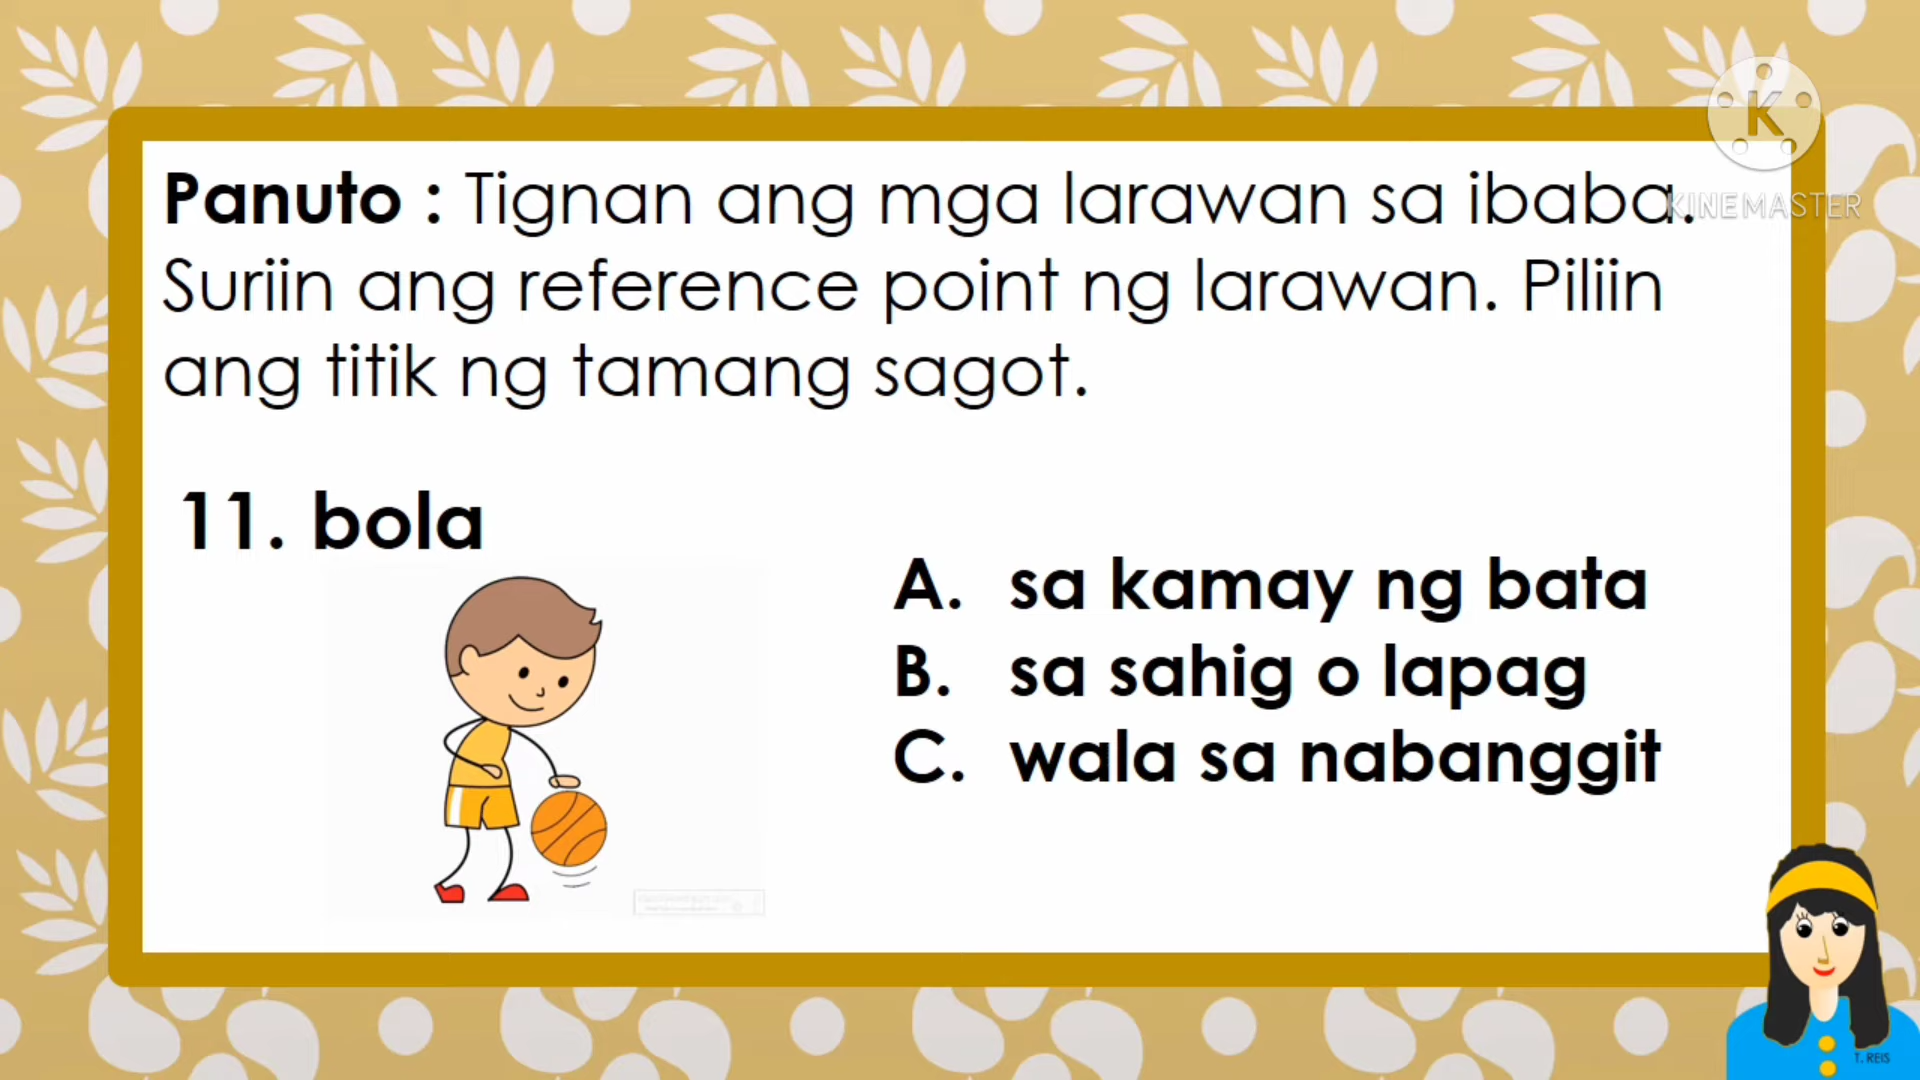 K
KINEMASTER
Panuto : Tignan ang mga larawan sa ibaba.
Suriin ang reference point ng larawan. Piliin
ang titik ng tamang sagot.
11. bola
A. sa kamay ng bata
B. sa sahig o lapag
C. wala sa nabanggit
T. REIS